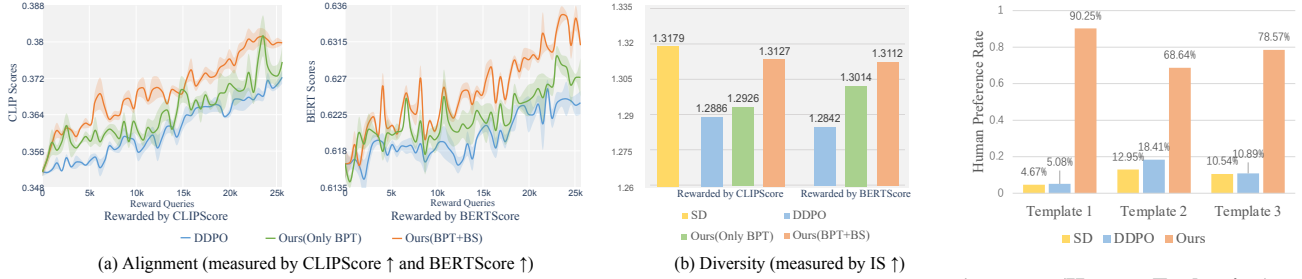 0.388
0.38
0.372
0.364
0.356
0.348
CLIP Scores
0
5k
10k
15k
20k
25k
Reward Queries
Rewarded by CLIPScore
0.636
0.6315
0.627
0.6225
0.618
0.6135
BERT Scores
0
5k
10k
15k
20k
25k
Reward Queries
Rewarded by BERTScore
DDPO
Ours(Only BPT)
Ours(BPT+BS)
(a) Alignment (measured by CLIPScore ↑ and BERTScore ↑)
1.335
1.32
1.305
1.29
1.275
1.26
1.3179
1.2886
1.2926
1.3127
1.2842
1.3014
1.3112
Rewarded by CLIPScore
Rewarded by BERTScore
SD
DDPO
Ours(Only BPT)
Ours(BPT+BS)
(b) Diversity (measured by IS ↑)
Human Preference Rate
1
0.8
0.6
0.4
0.2
0
4.67%
5.08%
90.25%
12.95%
18.41%
68.64%
10.54%
10.89%
78.57%
Template 1
Template 2
Template 3
SD
DDPO
Ours